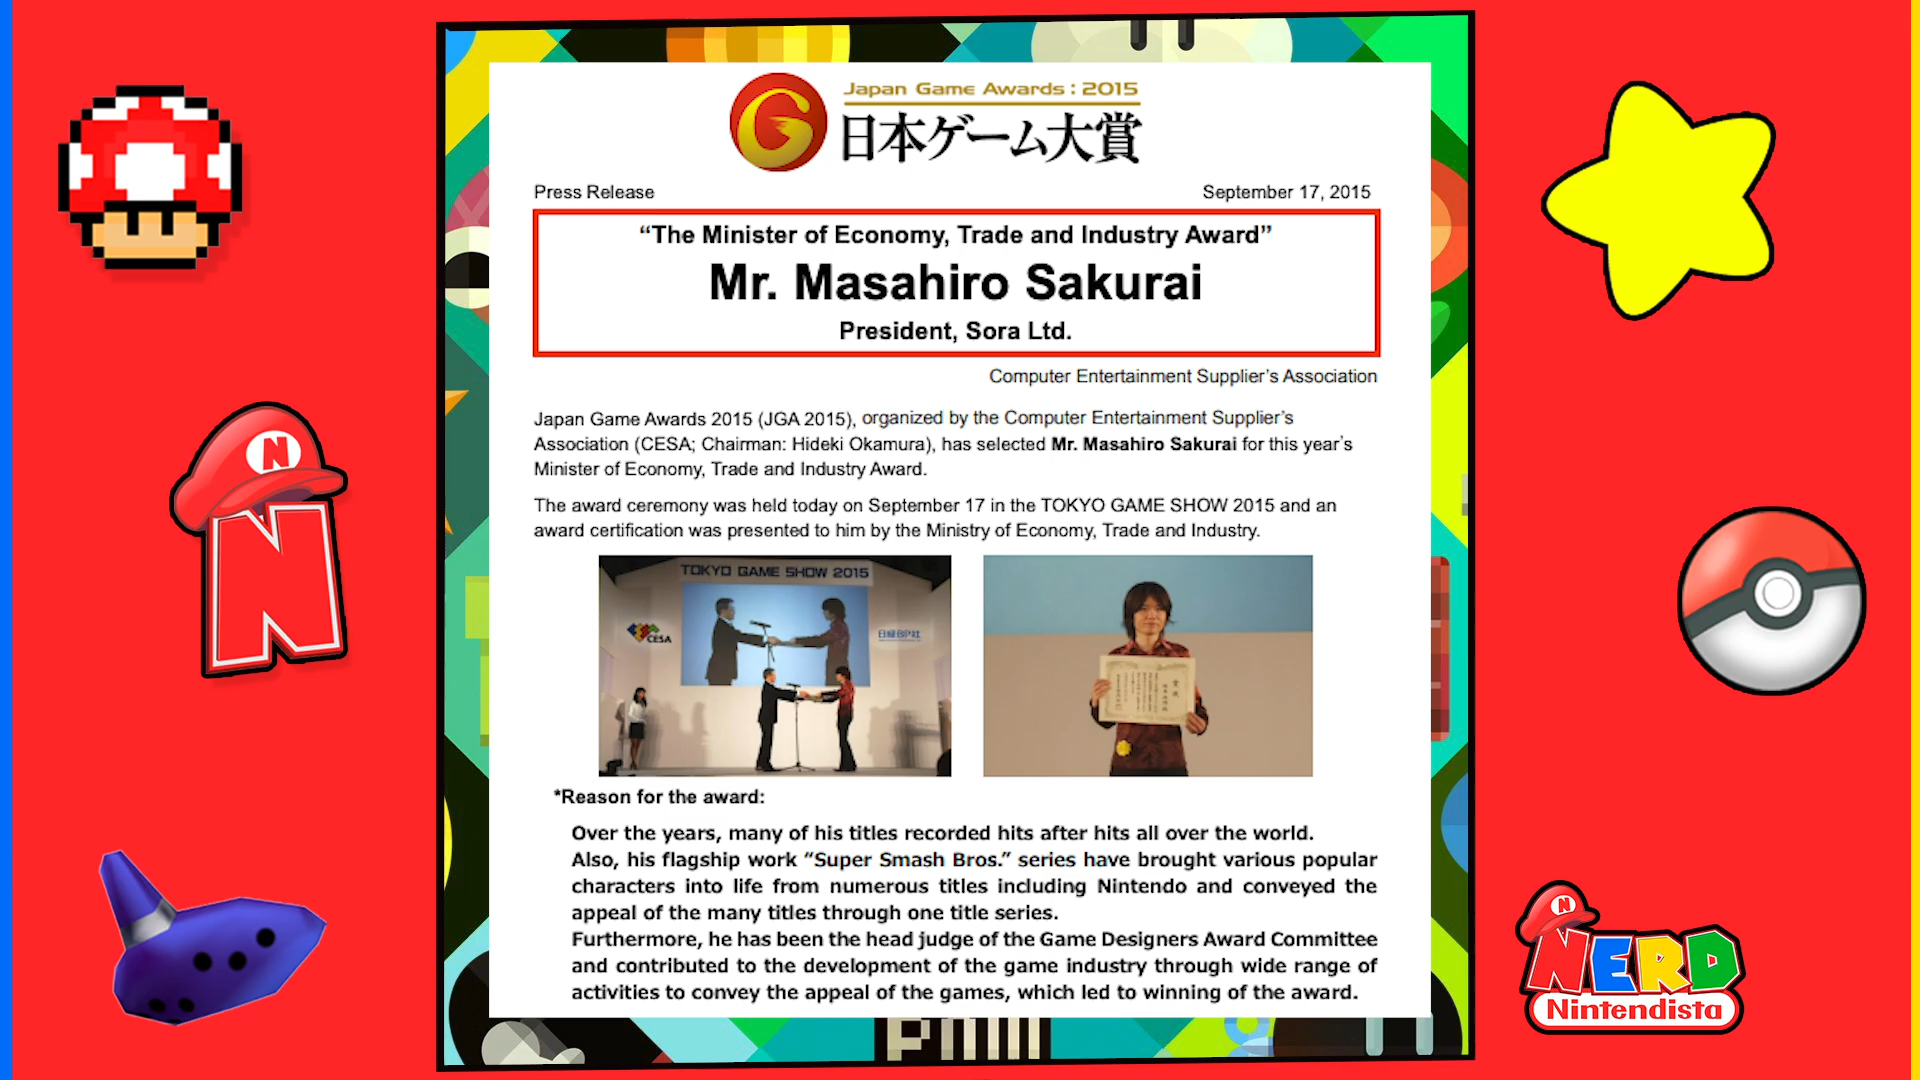 Japan Game Awards : 2015
日本ゲーム大賞
Press Release
September 17, 2015
“The Minister of Economy, Trade and Industry Award”
Mr. Masahiro Sakurai
President, Sora Ltd.
Computer Entertainment Supplier’s Association
Japan Game Awards 2015 (JGA 2015), organized by the Computer Entertainment Supplier’s
Association (CESA; Chairman: Hideki Okamura), has selected Mr. Masahiro Sakurai for this year’s
Minister of Economy, Trade and Industry Award.
The award ceremony was held today on September 17 in the TOKYO GAME SHOW 2015 and an
award certification was presented to him by the Ministry of Economy, Trade and Industry.
TOKYO GAME SHOW 2015
CESA
日経BP社
*Reason for the award:
Over the years, many of his titles recorded hits after hits all over the world.
Also, his flagship work “Super Smash Bros.” series have brought various popular
characters into life from numerous titles including Nintendo and conveyed the
appeal of the many titles through one title series.
Furthermore, he has been the head judge of the Game Designers Award Committee
and contributed to the development of the game industry through wide range of
activities to convey the appeal of the games, which led to winning of the award.
N
N
N
NERD
Nintendista